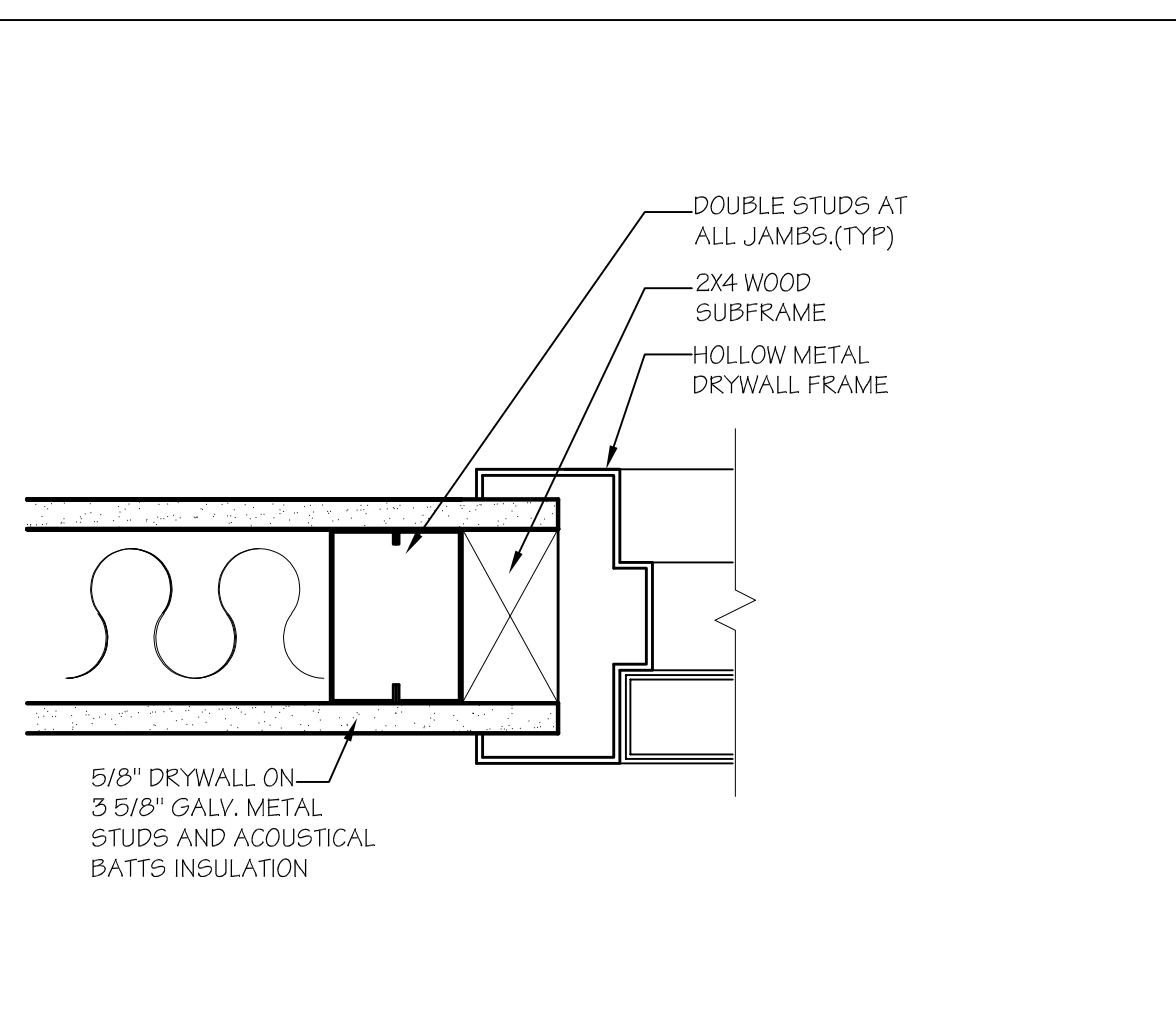 DOUBLE STUDS AT
ALL JAMBS.(TYP)
2X4 WOOD
SUBFRAME
HOLLOW METAL
DRYWALL FRAME
5/8" DRYWALL ON
3 5/8" GALV. METAL
STUDS AND ACOUSTICAL
BATTS INSULATION